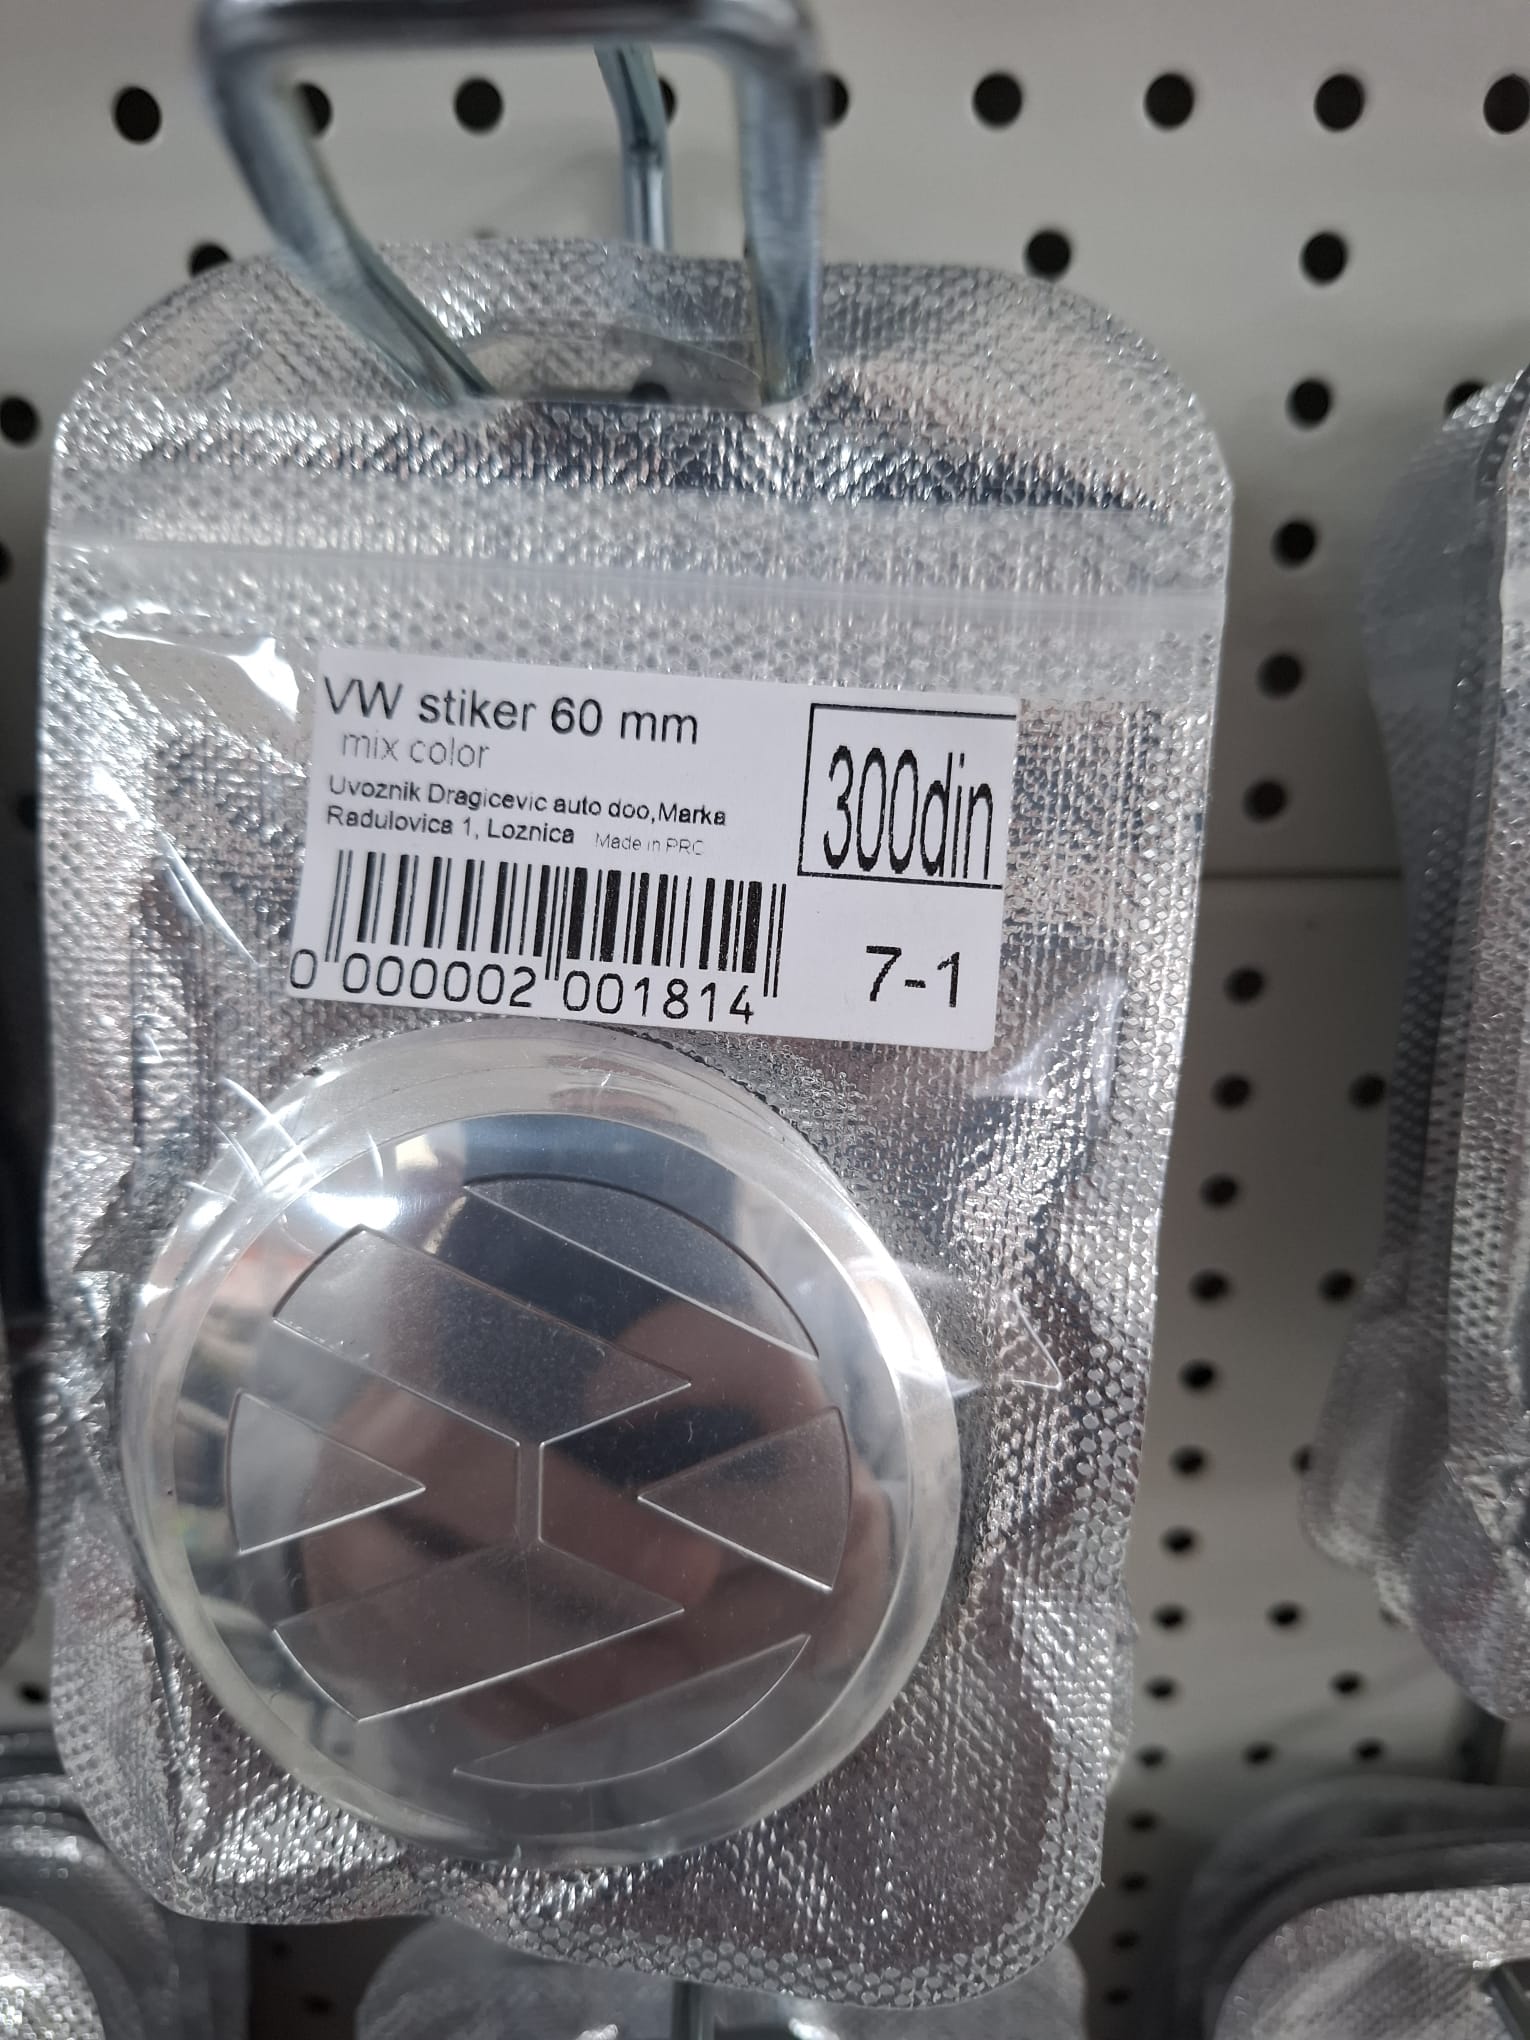 VW stiker 60 mm
mix color
Uvoznik Dragicevic auto doo,Marka
Radulovica 1, Loznica Made in PRC
300din
0 000002 001814
7-1